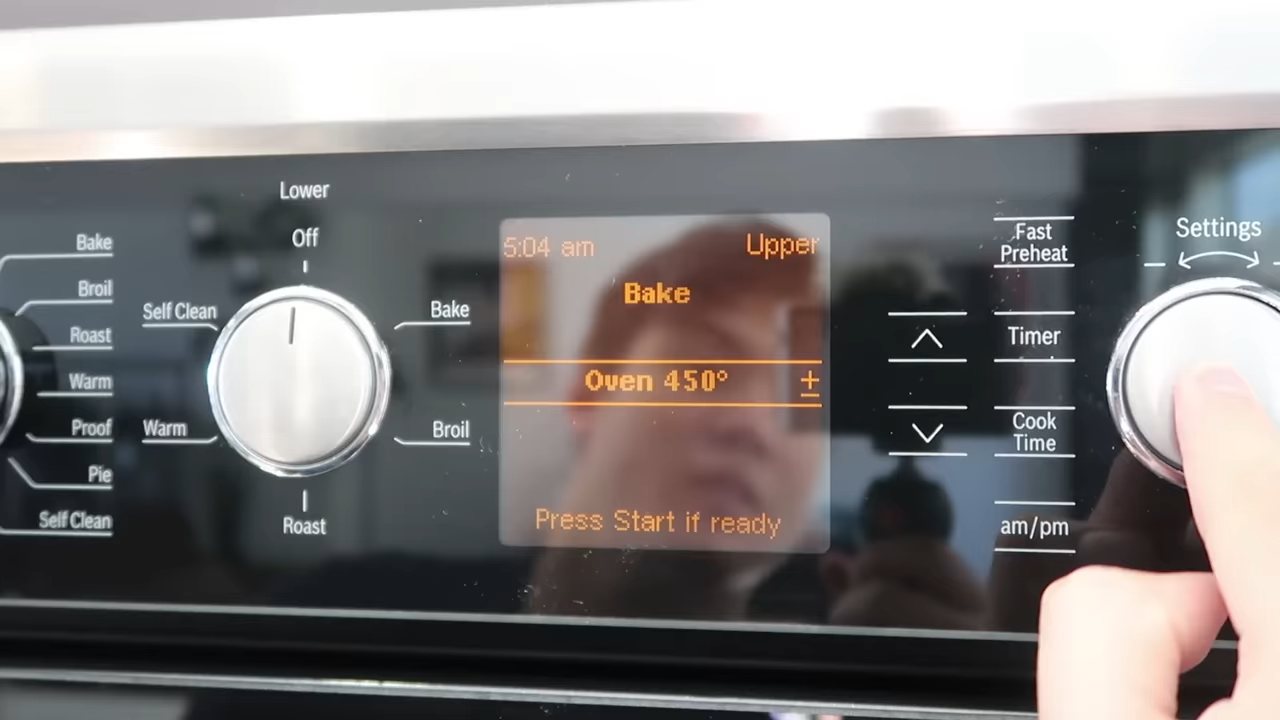 Bake
Broil
Roast
Warm
Proof
Pie
Self Clean
Lower
Off
Self Clean
Bake
Warm
Broil
Roast
5:04 am Upper
Bake
Oven 450° ±
Press Start if ready
Fast
Preheat
Timer
Cook
Time
am/pm
Settings